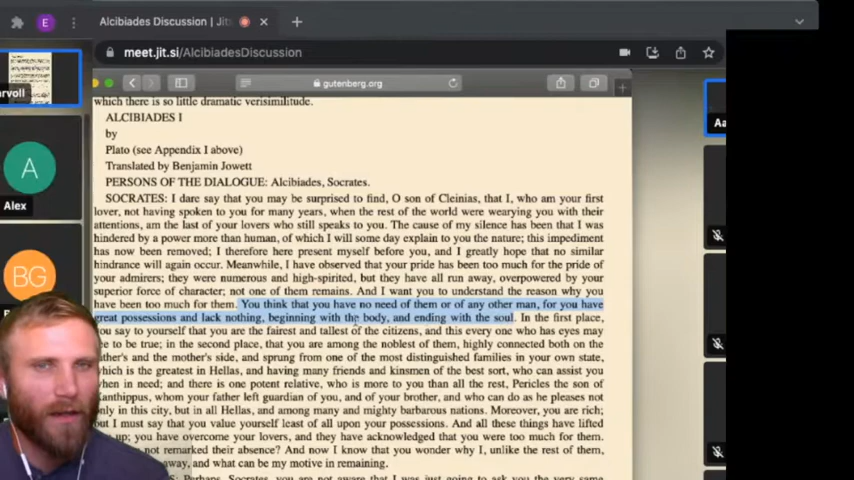 E
Alcibiades Discussion | Jit
meet.jit.si/AlcibiadesDiscussion
gutenberg.org
arvoll
A
Alex
BG
Aa
which there is so little dramatic verisimilitude.
ALCIBIADES I
by
Plato (see Appendix I above)
Translated by Benjamin Jowett
PERSONS OF THE DIALOGUE: Alcibiades, Socrates.
SOCRATES: I dare say that you may be surprised to find, O son of Cleinias, that I, who am your first
lover, not having spoken to you for many years, when the rest of the world were wearying you with their
attentions, am the last of your lovers who still speaks to you. The cause of my silence has been that I was
hindered by a power more than human, of which I will some day explain to you the nature; this impediment
has now been removed; I therefore here present myself before you, and I greatly hope that no similar
hindrance will again occur. Meanwhile, I have observed that your pride has been too much for the pride of
your admirers; they were numerous and high-spirited, but they have all run away, overpowered by your
superior force of character; not one of them remains. And I want you to understand the reason why you
have been too much for them. You think that you have no need of them or of any other man, for you have
great possessions and lack nothing, beginning with the body, and ending with the soul. In the first place,
you say to yourself that you are the fairest and tallest of the citizens, and this every one who has eyes may
ee to be true; in the second place, that you are among the noblest of them, highly connected both on the
ather's and the mother's side, and sprung from one of the most distinguished families in your own state,
which is the greatest in Hellas, and having many friends and kinsmen of the best sort, who can assist you
when in need; and there is one potent relative, who is more to you than all the rest, Pericles the son of
Xanthippus, whom your father left guardian of you, and of your brother, and who can do as he pleases not
only in this city, but in all Hellas, and among many and mighty barbarous nations. Moreover, you are rich;
but I must say that you value yourself least of all upon your possessions. And all these things have lifted
up; you have overcome your lovers, and they have acknowledged that you were too much for them.
not remarked their absence? And now I know that you wonder why I, unlike the rest of them,
away, and what can be my motive in remaining.
Perhaps, Socrates, you are not aware that I was just going to ask you the very same